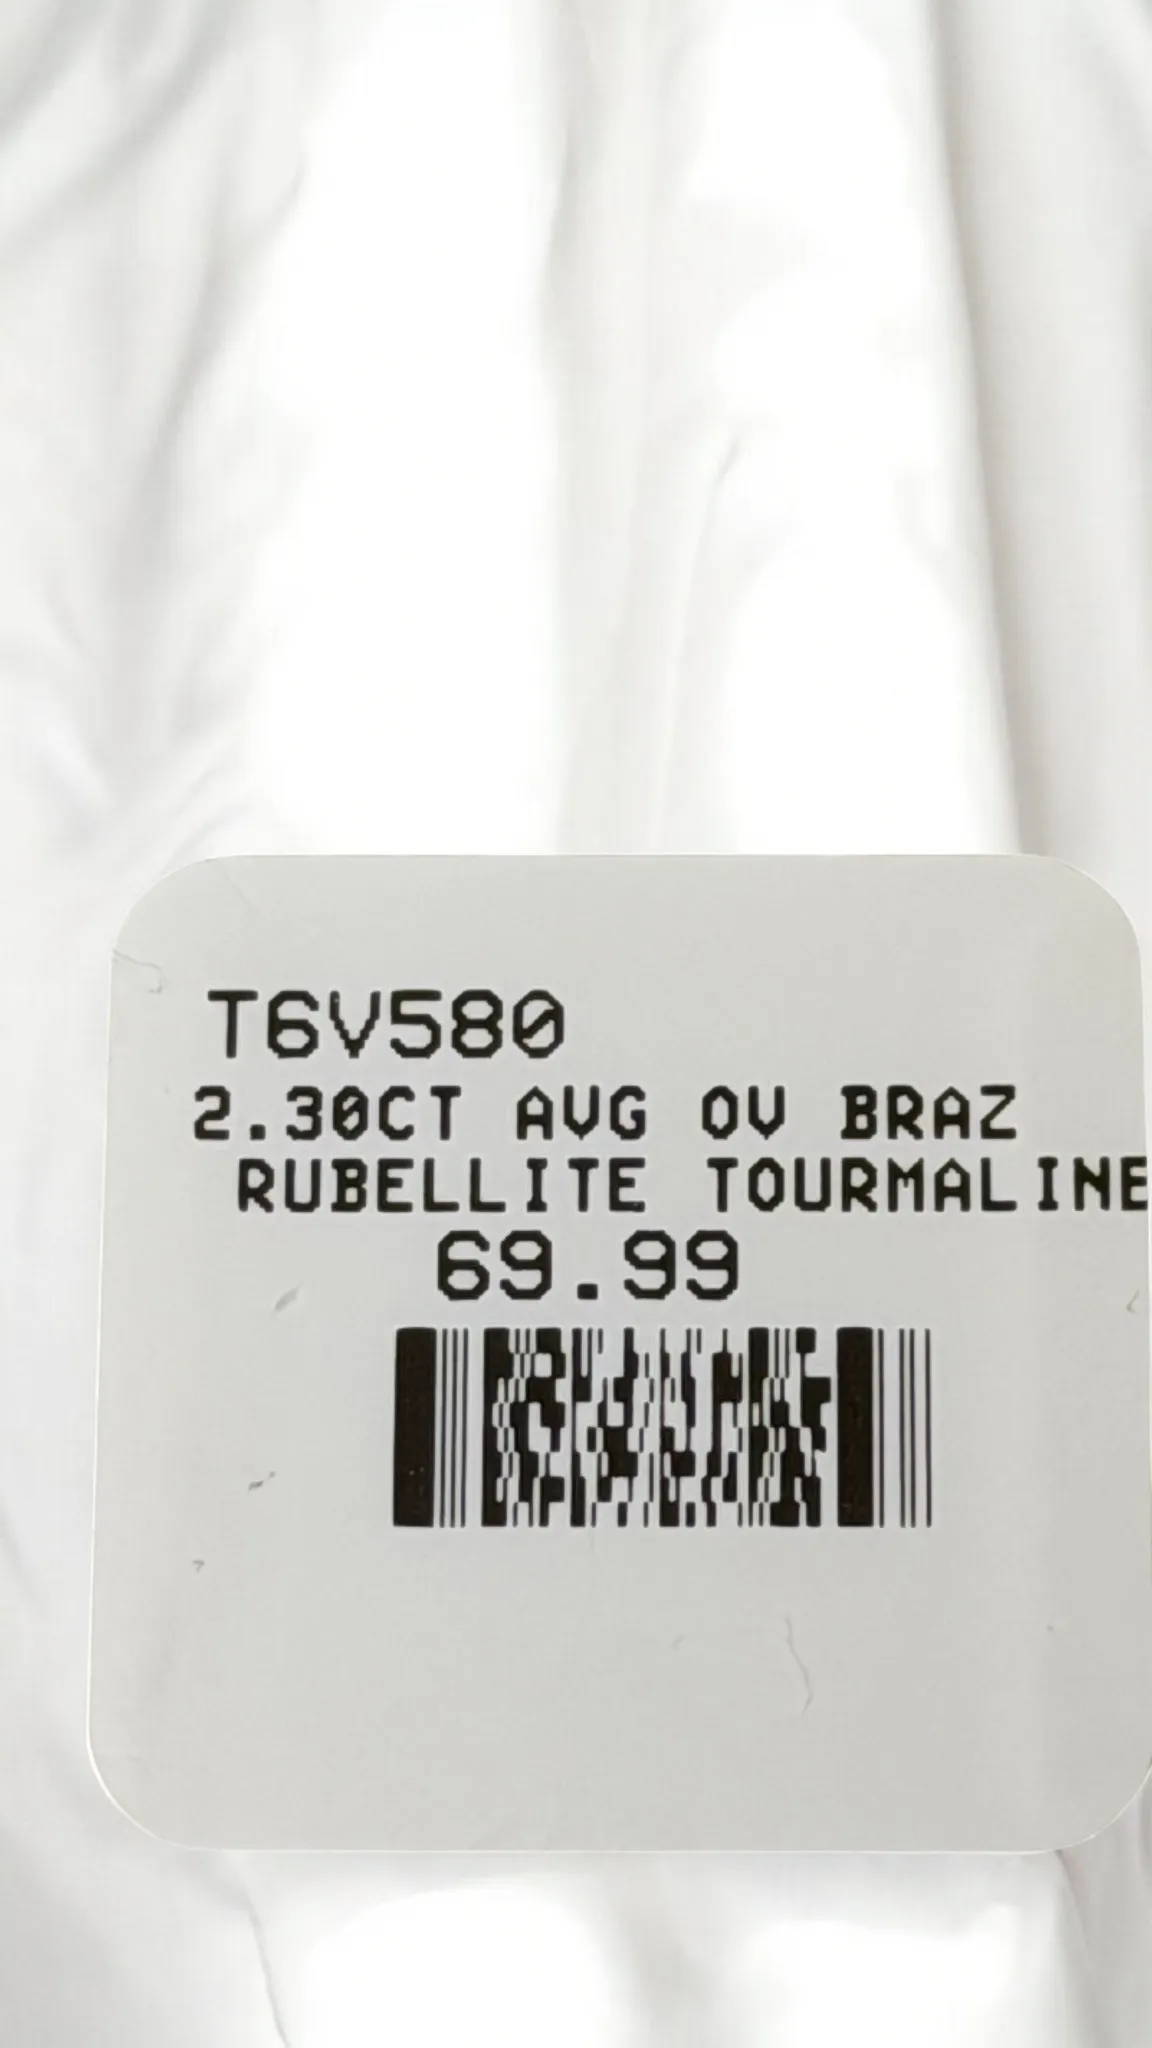 T6V580
2.30CT AVG OV BRAZ
RUBELLITE TOURMALINE
69.99